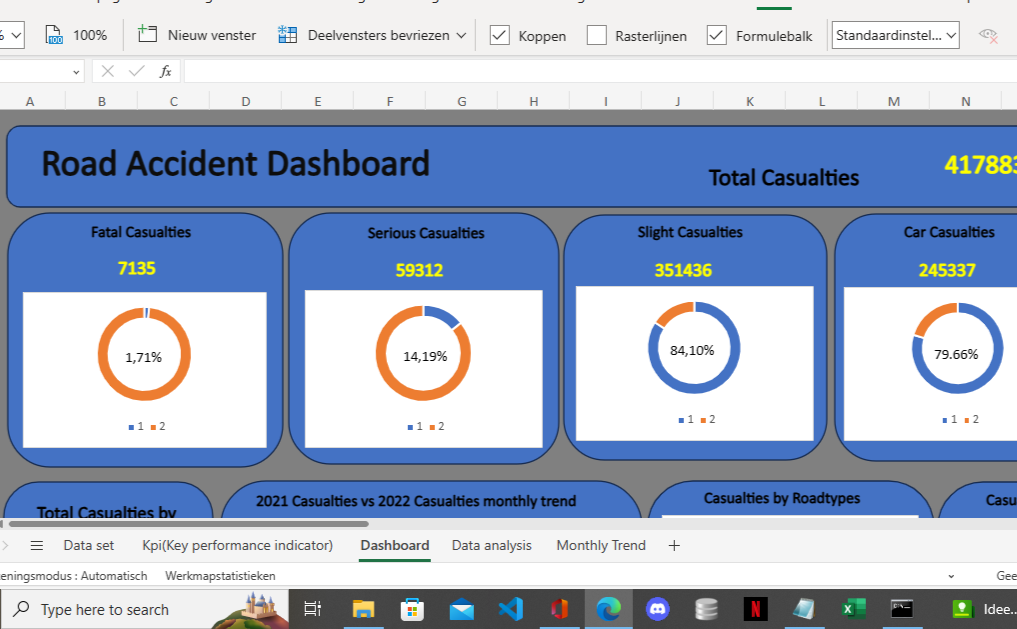 100% Nieuw venster Deelvensters bevriezen Koppen Rasterlijnen Formulebalk Standaardinstel...
fx
A B C D E F G H I J K L M N
Road Accident Dashboard
Total Casualties
417883
Fatal Casualties
7135
1,71%
1 2
Serious Casualties
59312
14,19%
1 2
Slight Casualties
351436
84,10%
1 2
Car Casualties
245337
79.66%
1 2
Total Casualties by
2021 Casualties vs 2022 Casualties monthly trend
Casualties by Roadtypes
Casu
Data set Kpi(Key performance indicator) Dashboard Data analysis Monthly Trend +
eningsmodus : Automatisch Werkmapstatistieken
Gee
Type here to search
Idee...